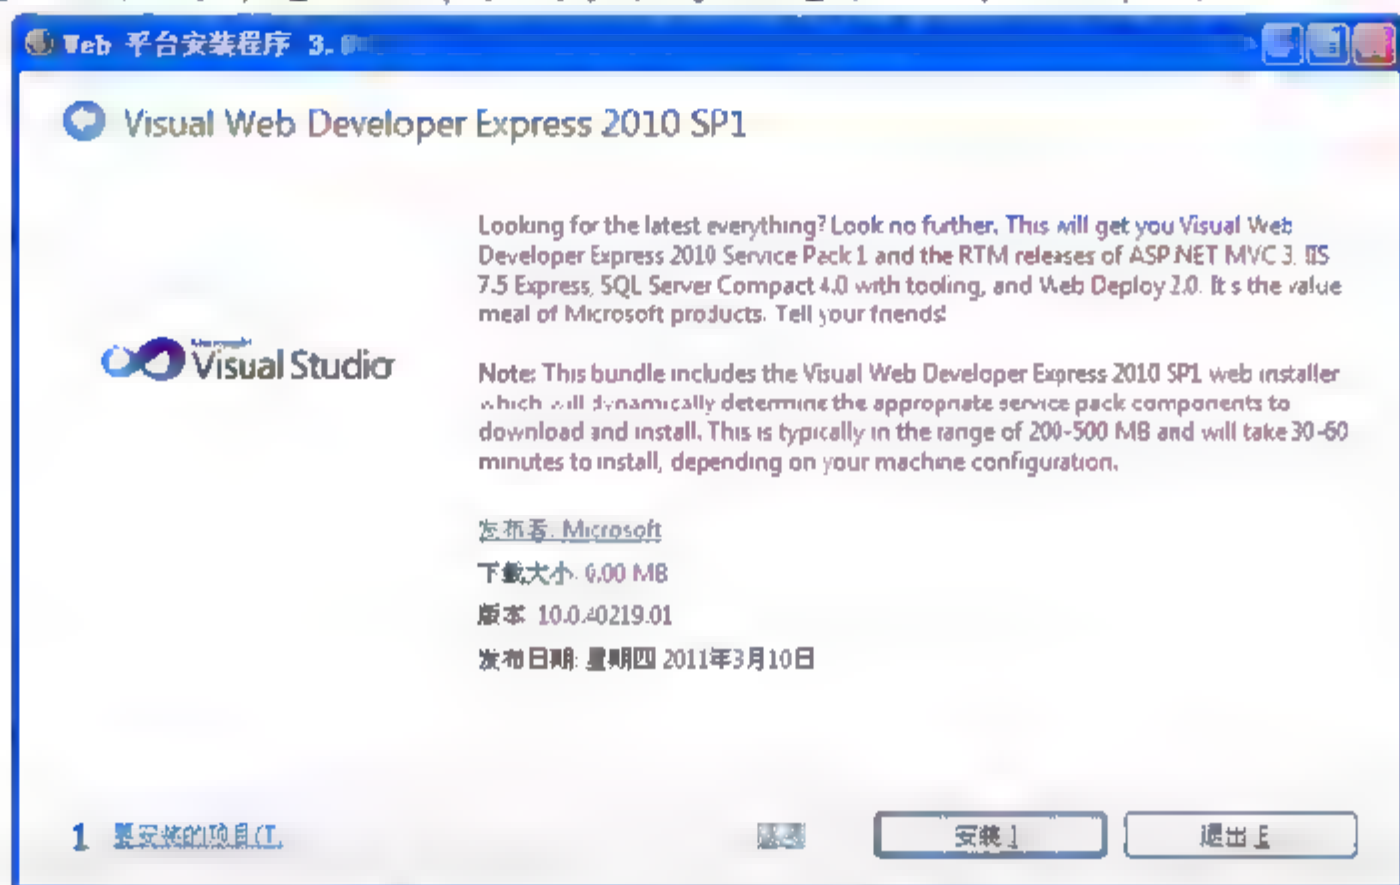 Web 平台安装程序 3.
Visual Web Developer Express 2010 SP1
Looking for the latest everything? Look no further. This will get you Visual Web
Developer Express 2010 Service Pack 1 and the RTM releases of ASP.NET MVC 3, IIS
7.5 Express, SQL Server Compact 4.0 with tooling, and Web Deploy 2.0. It's the value
meal of Microsoft products. Tell your friends!
Microsoft
Visual Studio
Note: This bundle includes the Visual Web Developer Express 2010 SP1 web installer
which will dynamically determine the appropriate service pack components to
download and install. This is typically in the range of 200-500 MB and will take 30-60
minutes to install, depending on your machine configuration.
发布者: Microsoft
下载大小: 0.00 MB
版本: 10.0.40219.01
发布日期: 星期四 2011年3月10日
1 要安装的项目(T)
安装 I
退出 E